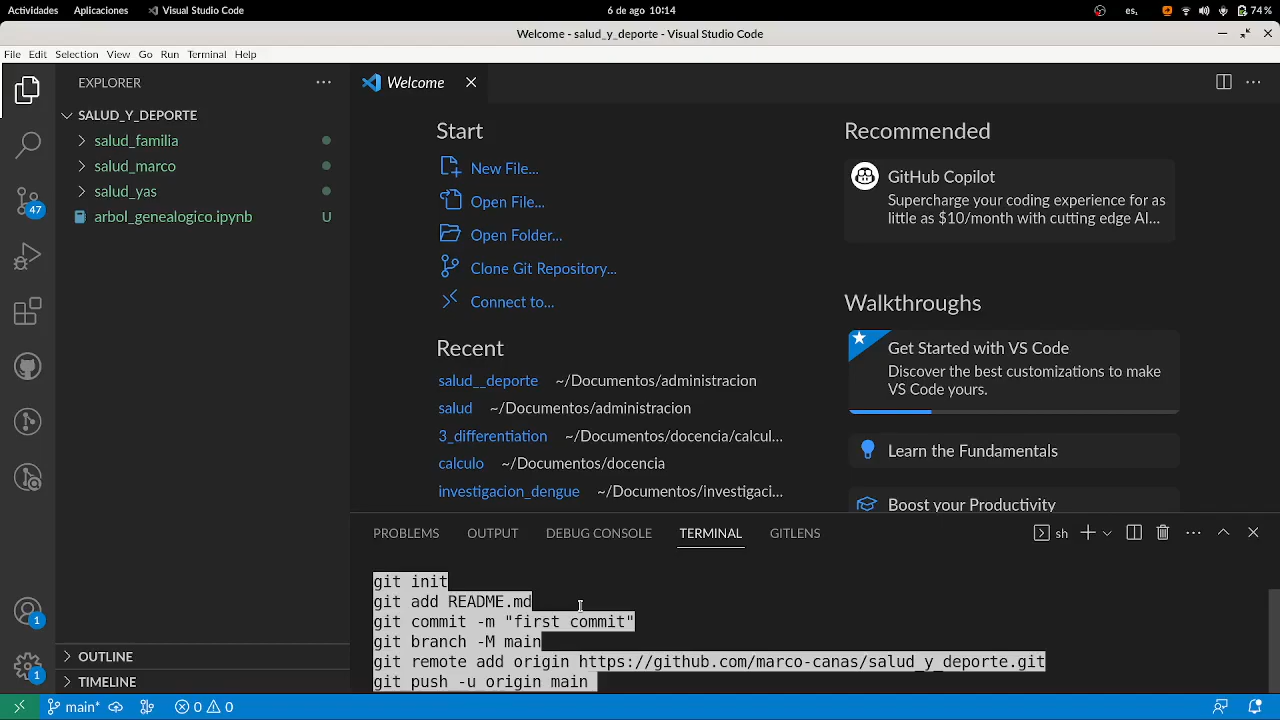 Actividades Aplicaciones Visual Studio Code 6 de ago 10:14 es, 74 %
Welcome - salud_y_deporte - Visual Studio Code
File Edit Selection View Go Run Terminal Help
EXPLORER
Welcome
SALUD_Y_DEPORTE
salud_familia
salud_marco
salud_yas
arbol_genealogico.ipynb U
47
1
1
Start
New File...
Open File...
Open Folder...
Clone Git Repository...
Connect to...
Recent
salud__deporte ~/Documentos/administracion
salud ~/Documentos/administracion
3_differentiation ~/Documentos/docencia/calcul...
calculo ~/Documentos/docencia
investigacion_dengue ~/Documentos/investigaci...
Recommended
GitHub Copilot
Supercharge your coding experience for as
little as $10/month with cutting edge AI...
Walkthroughs
Get Started with VS Code
Discover the best customizations to make
VS Code yours.
Learn the Fundamentals
Boost your Productivity
PROBLEMS OUTPUT DEBUG CONSOLE TERMINAL GITLENS sh
git init
git add README.md
git commit -m "first commit"
git branch -M main
git remote add origin https://github.com/marco-canas/salud_y_deporte.git
git push -u origin main
OUTLINE
TIMELINE
main* 0 0